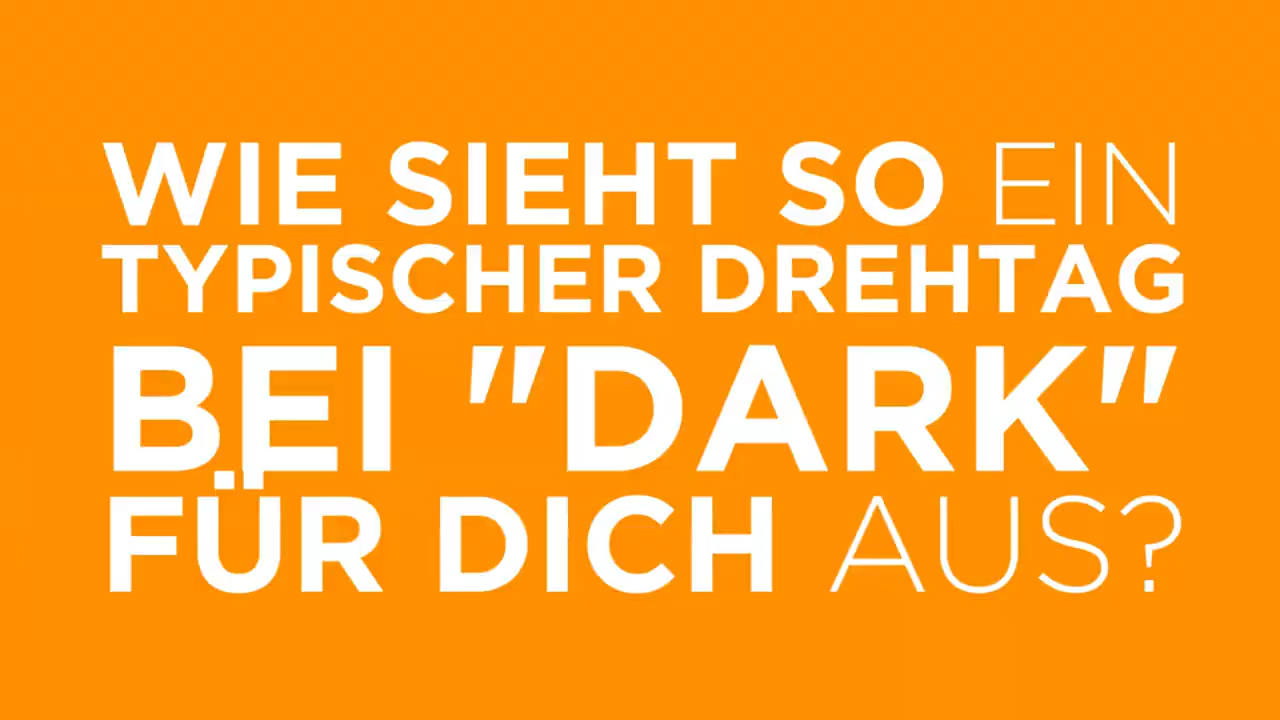 WIE SIEHT SO EIN
TYPISCHER DREHTAG
BEI "DARK"
FÜR DICH AUS?